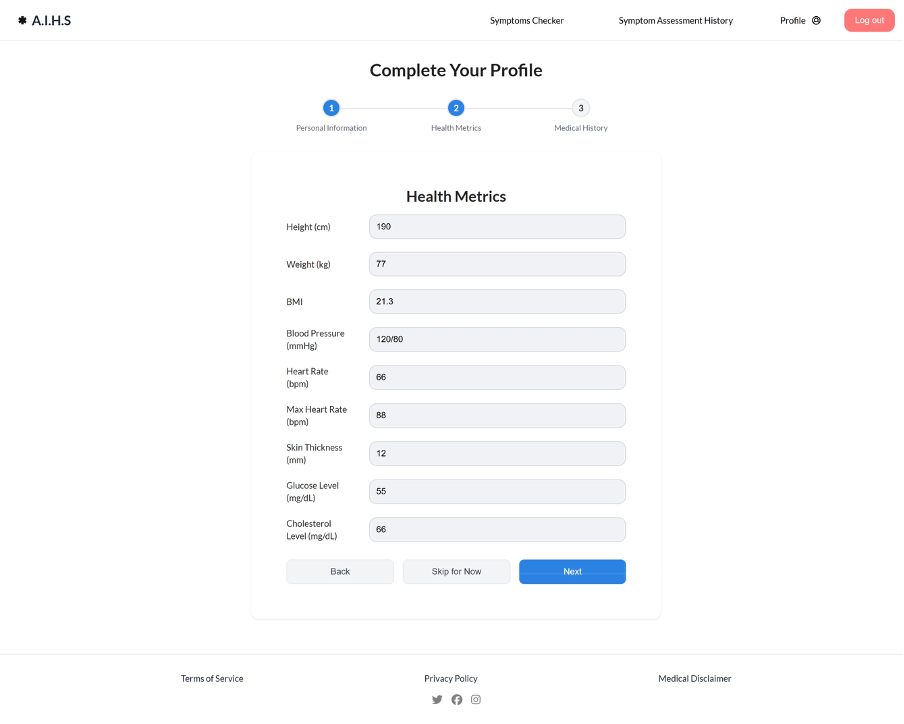 A.I.H.S
Symptoms Checker
Symptom Assessment History
Profile
Log out
Complete Your Profile
1
2
3
Personal Information
Health Metrics
Medical History
Health Metrics
Height (cm)
190
Weight (kg)
77
BMI
21.3
Blood Pressure
(mmHg)
120/80
Heart Rate
(bpm)
66
Max Heart Rate
(bpm)
88
Skin Thickness
(mm)
12
Glucose Level
(mg/dL)
55
Cholesterol
Level (mg/dL)
66
Back
Skip for Now
Next
Terms of Service
Privacy Policy
Medical Disclaimer